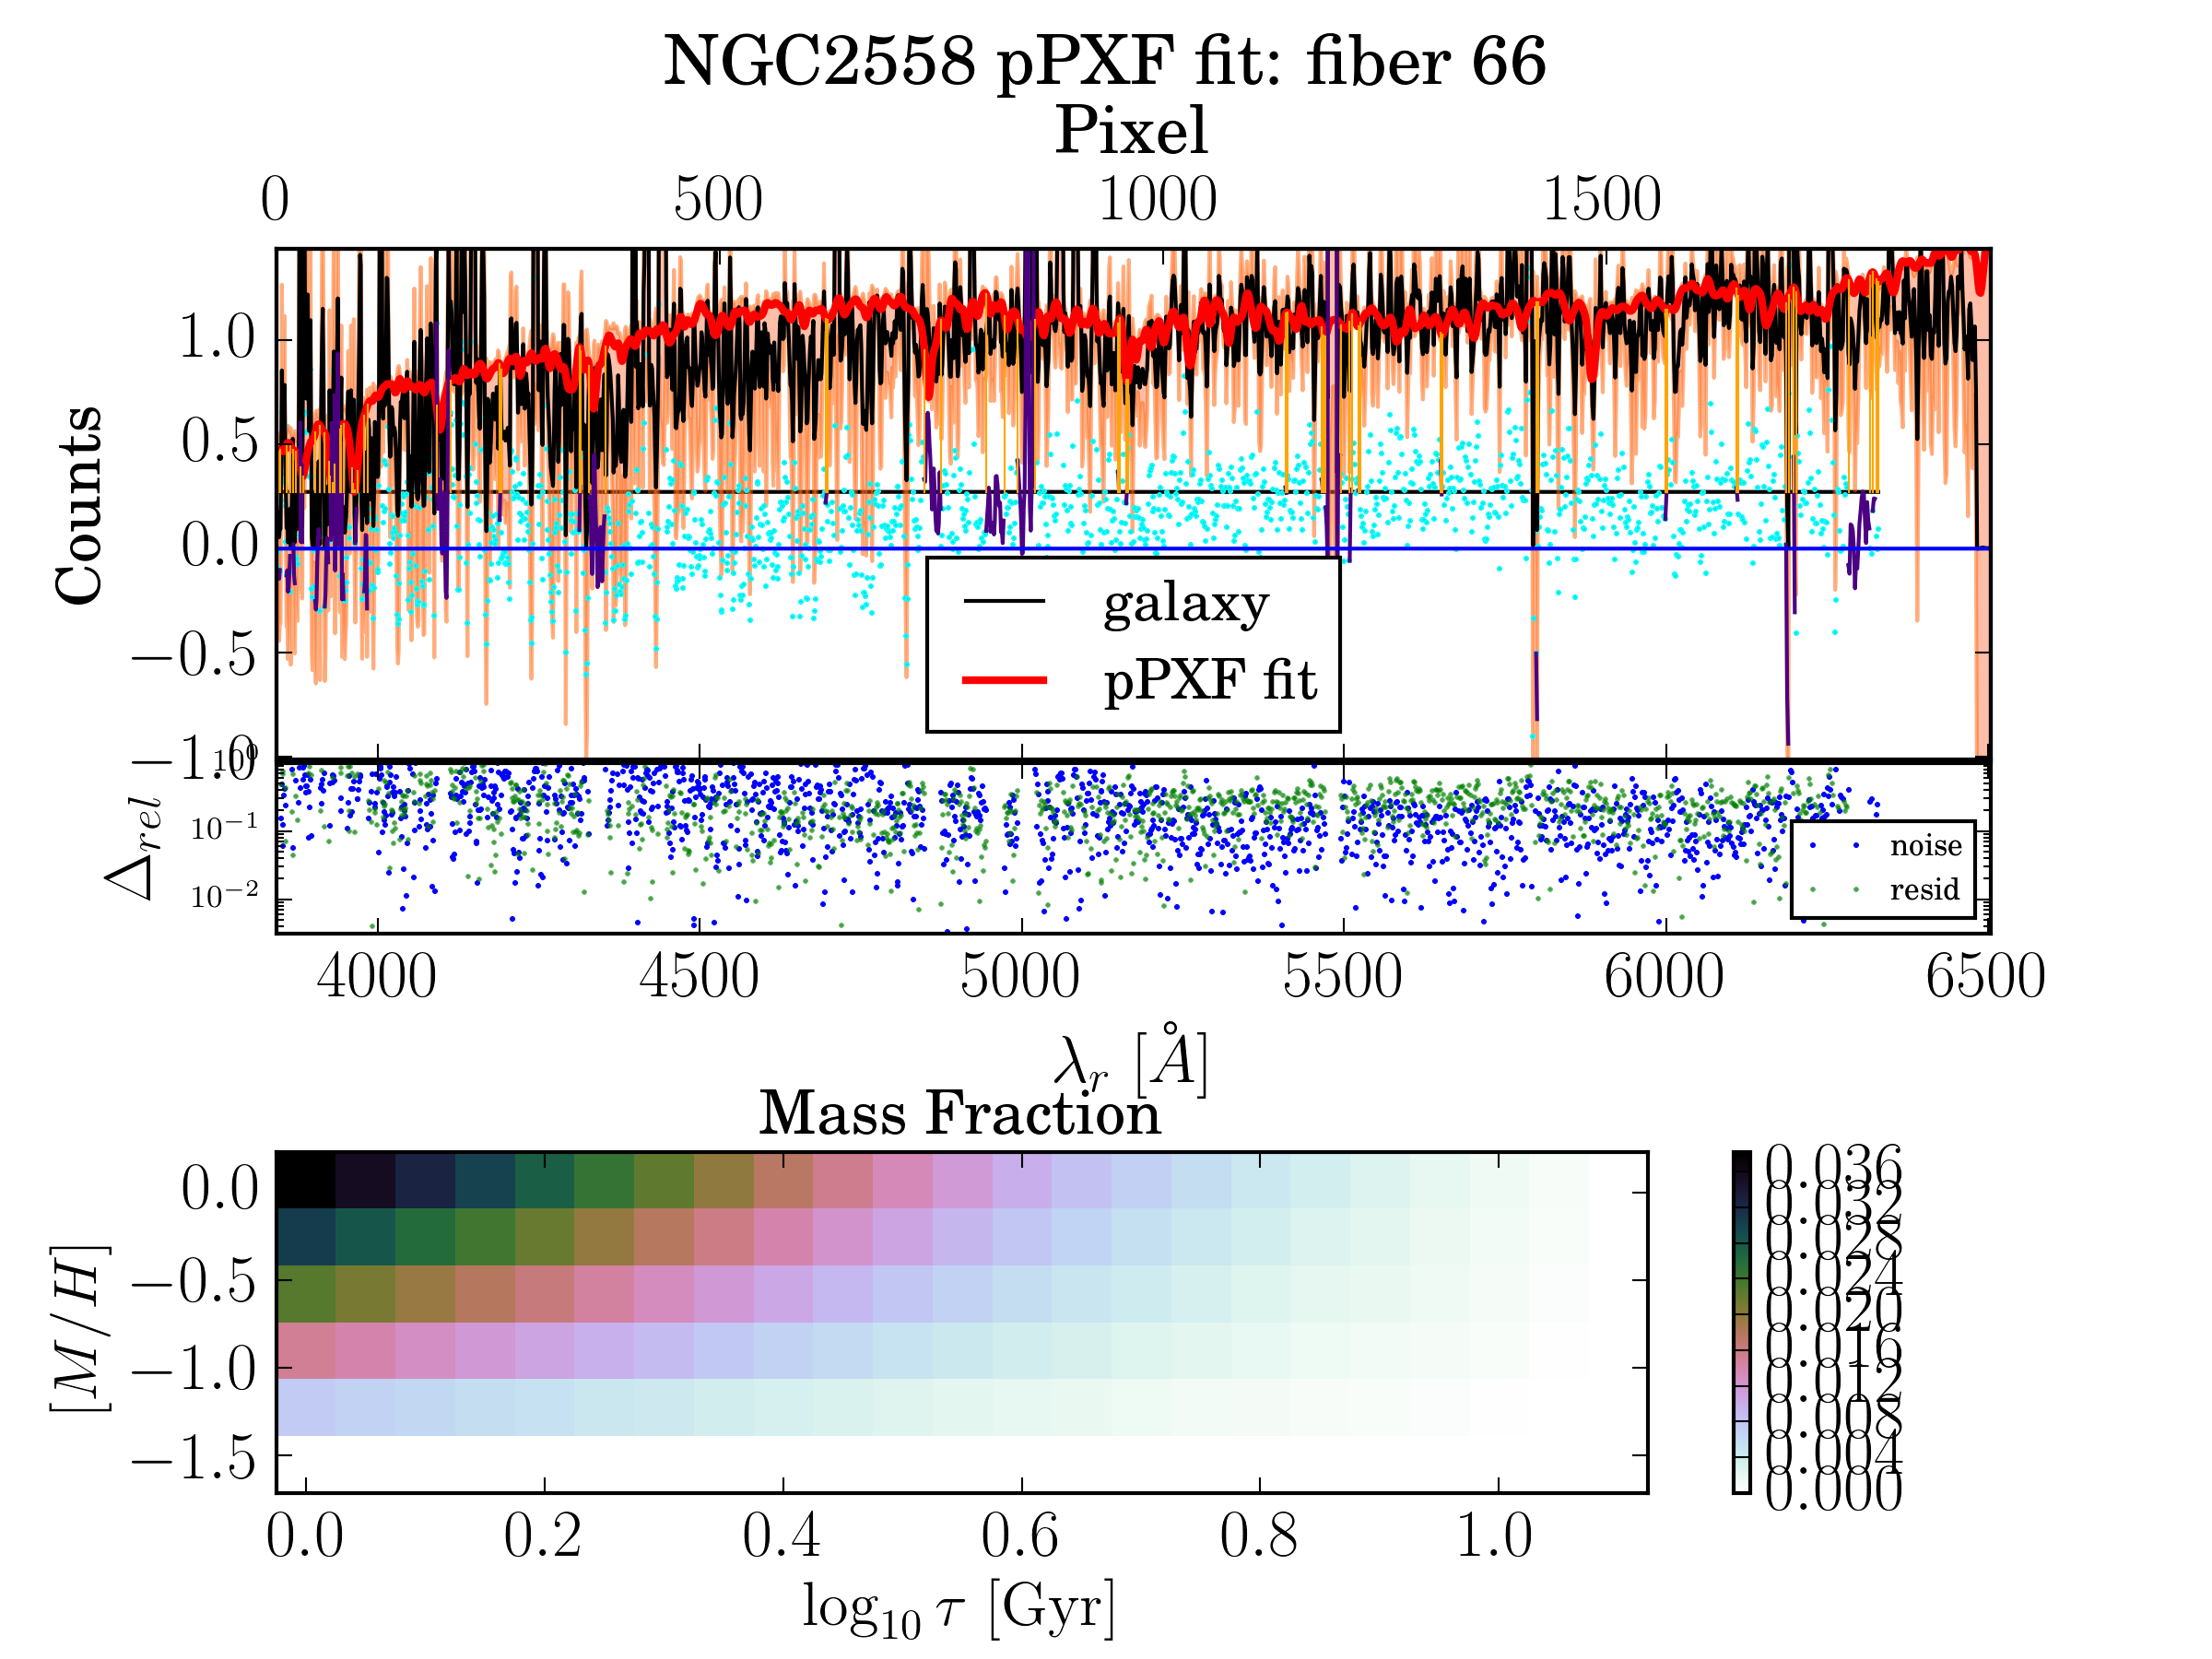 NGC2558 pPXF fit: fiber 66
Pixel
0 500 1000 1500
Counts
1.0
0.5
0.0
−0.5
−1.0
galaxy
pPXF fit
Δrel
10⁰
10⁻¹
10⁻²
noise
resid
4000 4500 5000 5500 6000 6500
λr [Å]
Mass Fraction
[M/H]
0.0
−0.5
−1.0
−1.5
0.0 0.2 0.4 0.6 0.8 1.0
log₁₀ τ [Gyr]
0.036
0.032
0.028
0.024
0.020
0.016
0.012
0.008
0.004
0.000